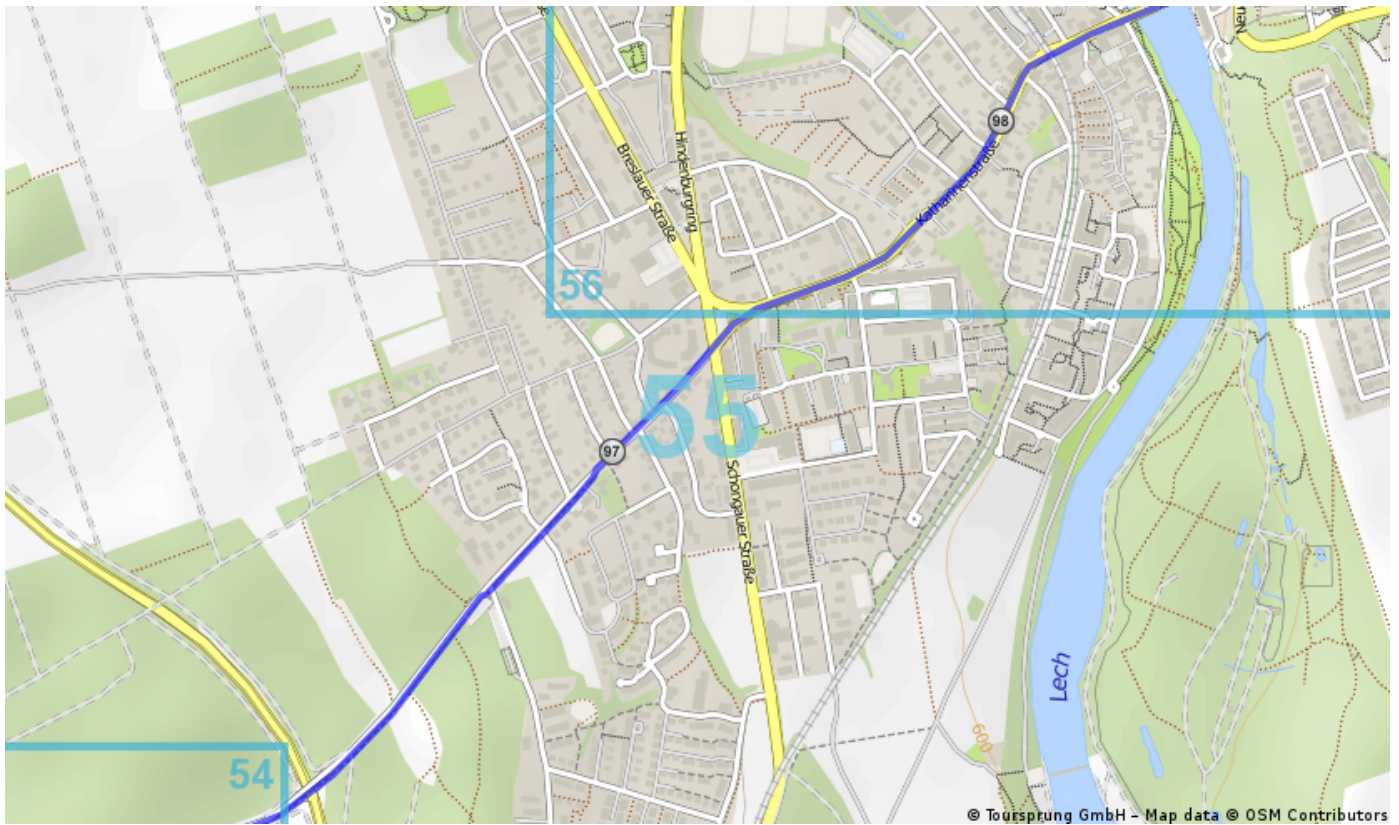 98
Hindenburgring
Breslauer Straße
Katharinenstraße
56
55
97
Schongauer Straße
Lech
600
54
© Toursprung GmbH – Map data © OSM Contributors